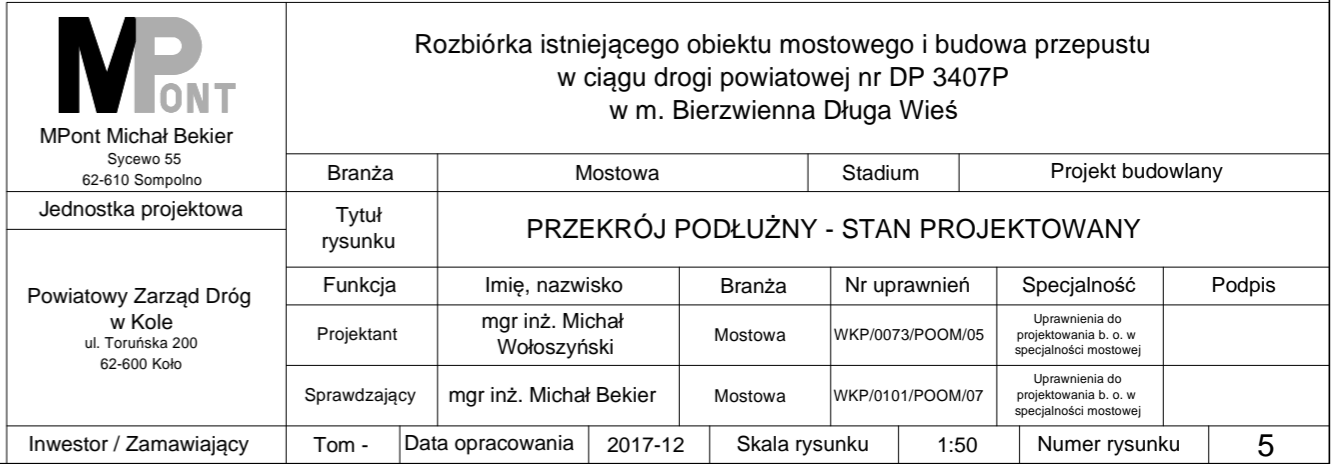 MPONT
MPont Michał Bekier
Sycewo 55
62-610 Sompolno
Jednostka projektowa
Powiatowy Zarząd Dróg
w Kole
ul. Toruńska 200
62-600 Koło
Inwestor / Zamawiający
Rozbiórka istniejącego obiektu mostowego i budowa przepustu
w ciągu drogi powiatowej nr DP 3407P
w m. Bierzwienna Długa Wieś
Branża Mostowa Stadium Projekt budowlany
Tytuł
rysunku
PRZEKRÓJ PODŁUŻNY - STAN PROJEKTOWANY
Funkcja Imię, nazwisko Branża Nr uprawnień Specjalność Podpis
Projektant
mgr inż. Michał
Wołoszyński
Mostowa
WKP/0073/POOM/05
Uprawnienia do
projektowania b. o. w
specjalności mostowej
Sprawdzający
mgr inż. Michał Bekier
Mostowa
WKP/0101/POOM/07
Uprawnienia do
projektowania b. o. w
specjalności mostowej
Tom - Data opracowania 2017-12 Skala rysunku 1:50 Numer rysunku 5